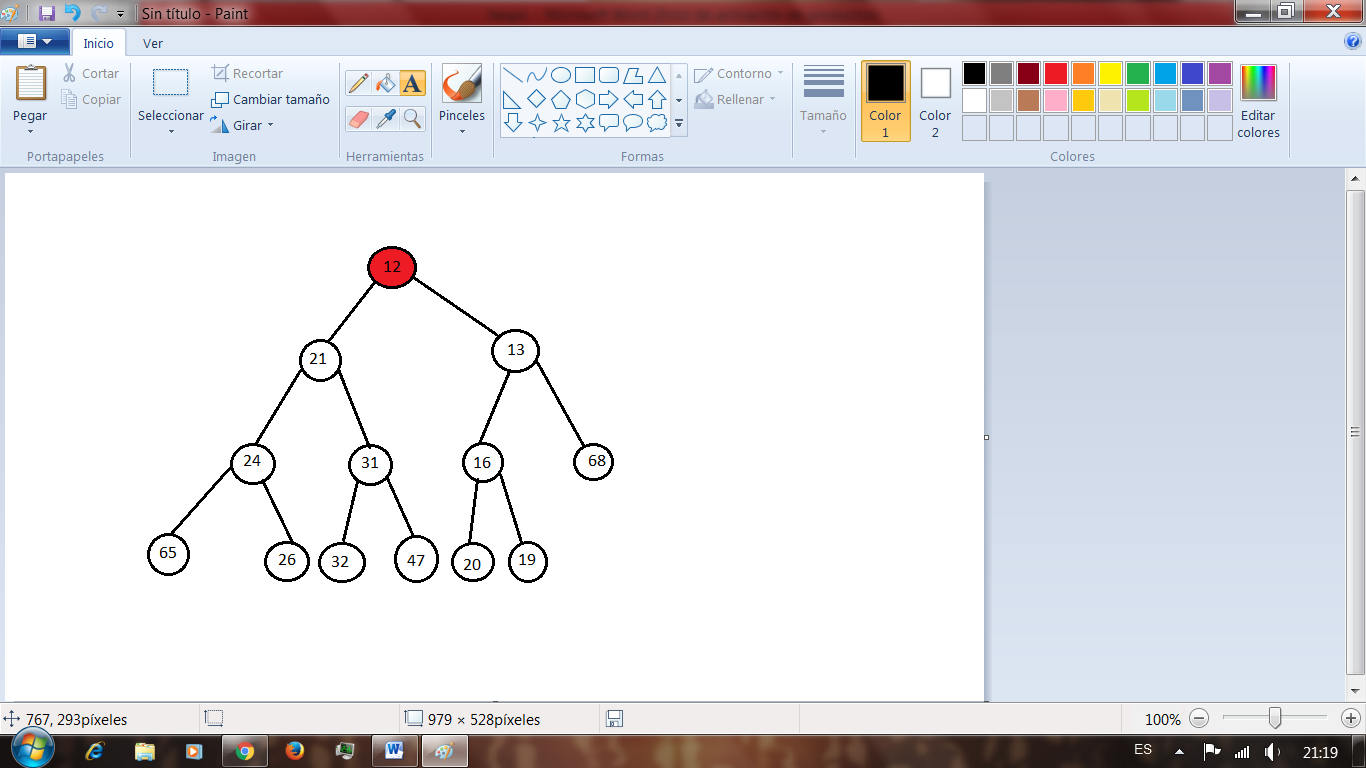 Sin título - Paint
Inicio Ver
Pegar
Cortar
Copiar
Portapapeles
Seleccionar
Recortar
Cambiar tamaño
Girar
Imagen
A
Herramientas
Pinceles
Contorno
Rellenar
Formas
Tamaño
Color
1
Color
2
Editar
colores
Colores
12
21 13
24 31 16 68
65 26 32 47 20 19
767, 293píxeles 979 × 528píxeles 100%
ES 21:19